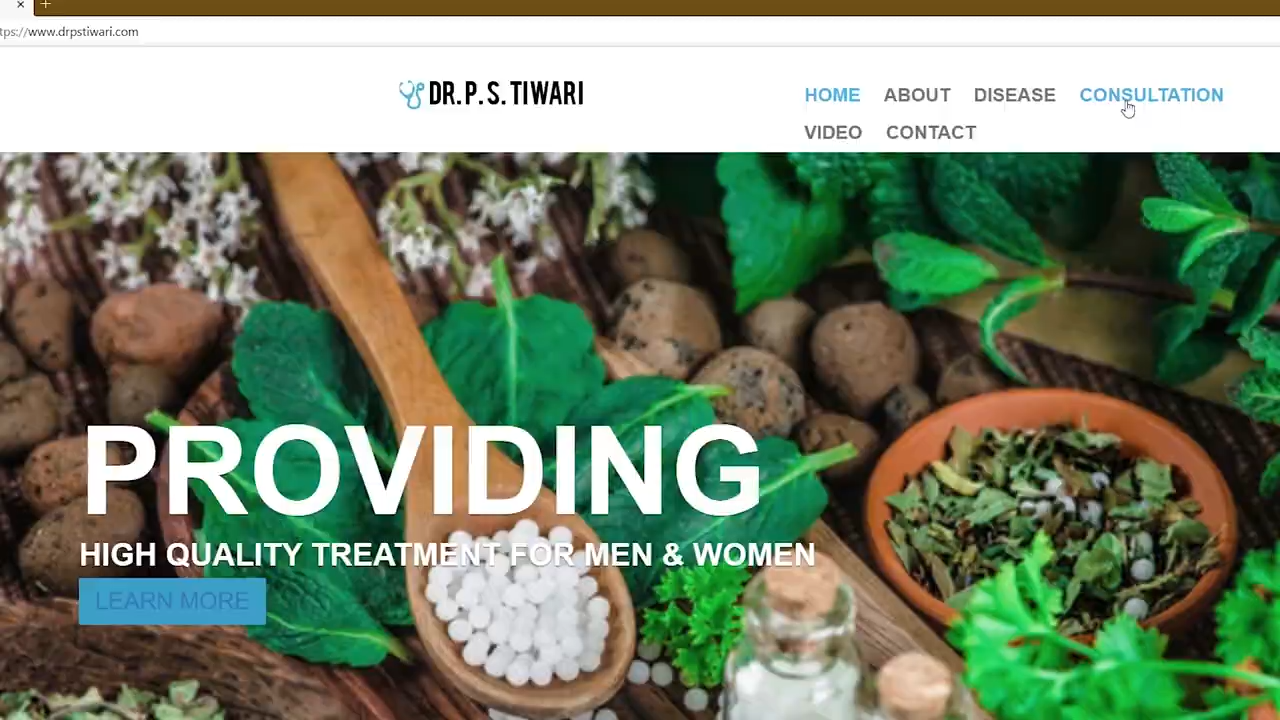 tps://www.drpstiwari.com
DR. P. S. TIWARI
HOME ABOUT DISEASE CONSULTATION
VIDEO CONTACT
PROVIDING
HIGH QUALITY TREATMENT FOR MEN & WOMEN
LEARN MORE